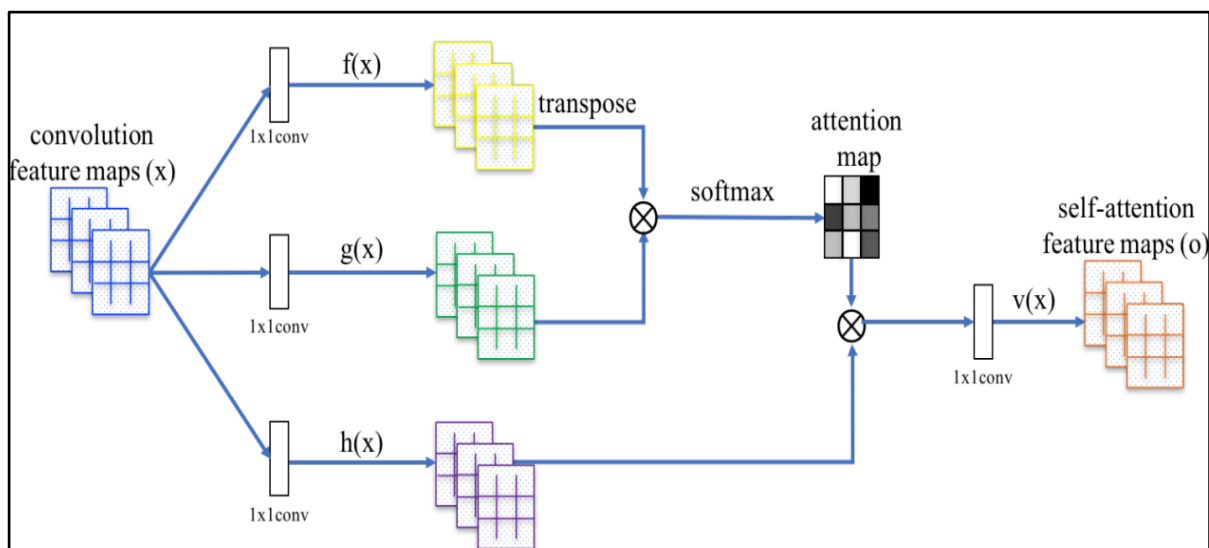 convolution
feature maps (x)
1x1conv
f(x)
transpose
1x1conv
g(x)
1x1conv
h(x)
softmax
attention
map
1x1conv
v(x)
self-attention
feature maps (o)